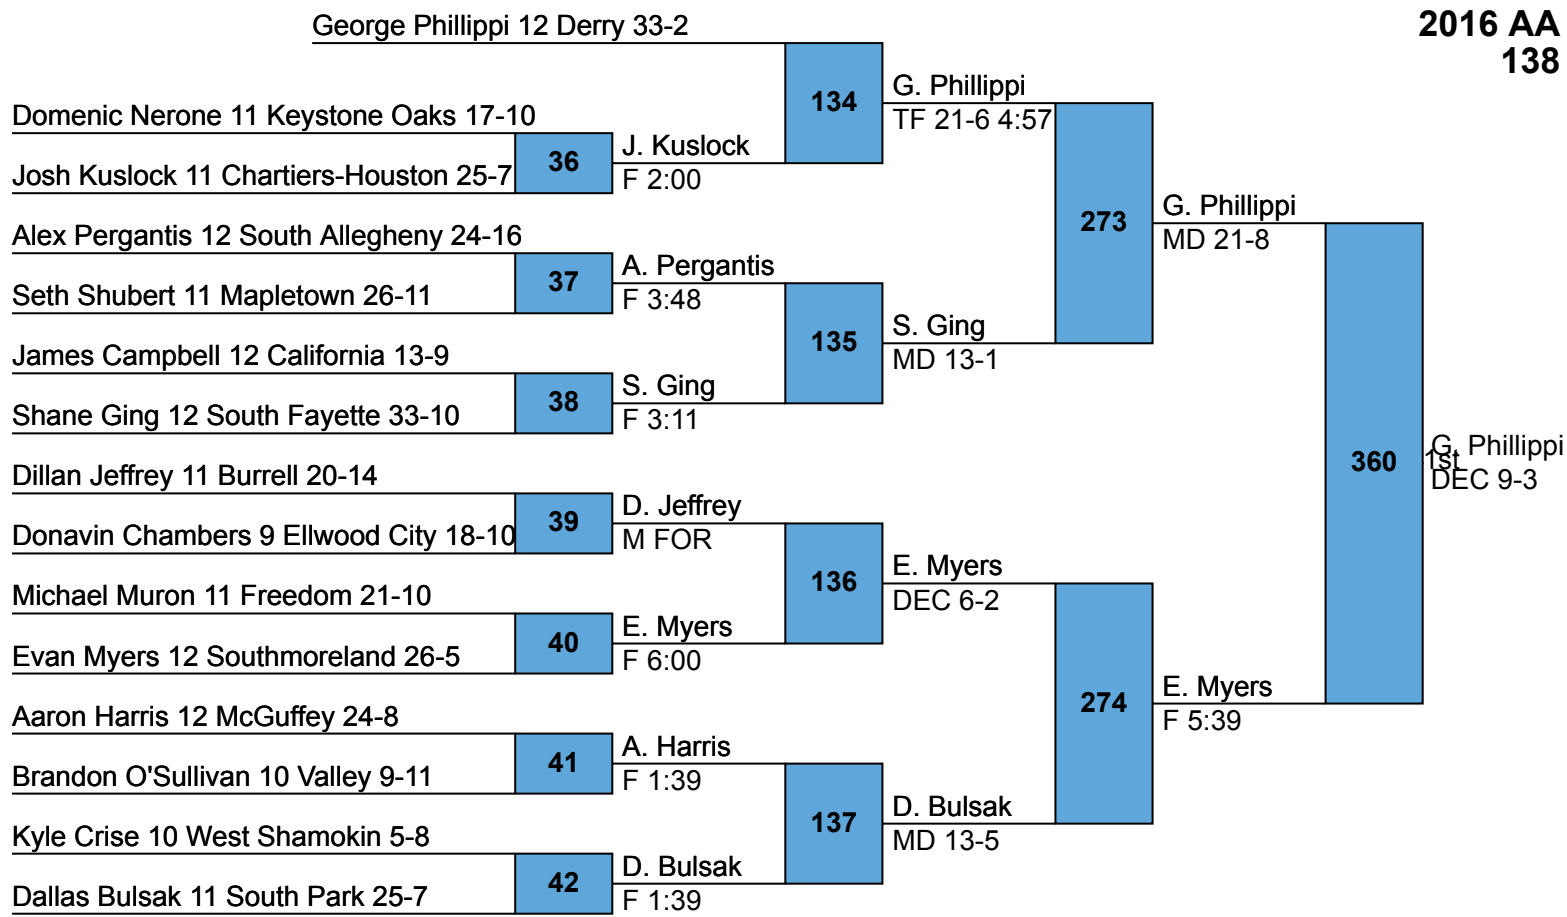 George Phillippi 12 Derry 33-2
2016 AA
138
134
G. Phillippi
TF 21-6 4:57
Domenic Nerone 11 Keystone Oaks 17-10
36
J. Kuslock
F 2:00
Josh Kuslock 11 Chartiers-Houston 25-7
273
G. Phillippi
MD 21-8
Alex Pergantis 12 South Allegheny 24-16
37
A. Pergantis
F 3:48
Seth Shubert 11 Mapletown 26-11
135
S. Ging
MD 13-1
James Campbell 12 California 13-9
38
S. Ging
F 3:11
Shane Ging 12 South Fayette 33-10
360
G. Phillippi
1st
DEC 9-3
Dillan Jeffrey 11 Burrell 20-14
39
D. Jeffrey
M FOR
Donavin Chambers 9 Ellwood City 18-10
136
E. Myers
DEC 6-2
Michael Muron 11 Freedom 21-10
40
E. Myers
F 6:00
Evan Myers 12 Southmoreland 26-5
274
E. Myers
F 5:39
Aaron Harris 12 McGuffey 24-8
41
A. Harris
F 1:39
Brandon O'Sullivan 10 Valley 9-11
137
D. Bulsak
MD 13-5
Kyle Crise 10 West Shamokin 5-8
42
D. Bulsak
F 1:39
Dallas Bulsak 11 South Park 25-7